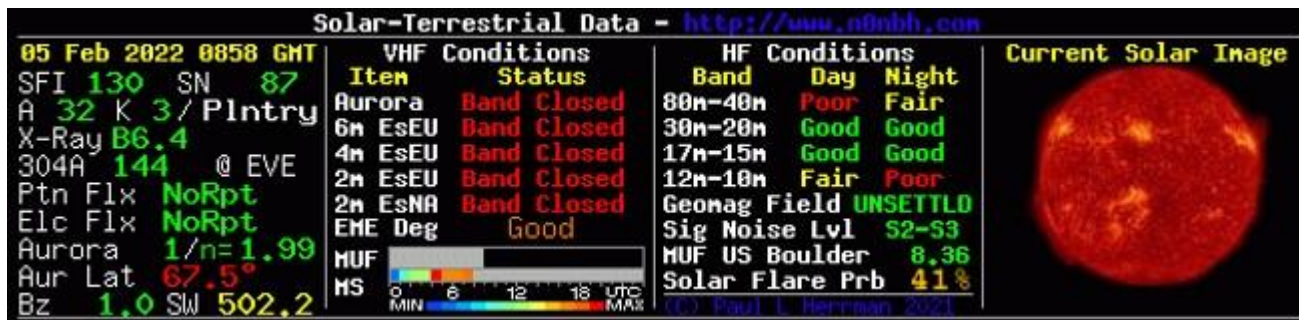 Solar-Terrestrial Data - http://www.n0nbh.com
05 Feb 2022 0858 GMT
SFI 130 SN 87
A 32 K 3/Plntry
X-Ray B6.4
304A 144 @ EVE
Ptn Flx NoRpt
Elc Flx NoRpt
Aurora 1/n=1.99
Aur Lat 67.5°
Bz 1.0 SW 502.2
VHF Conditions
Item Status
Aurora Band Closed
6m EsEU Band Closed
4m EsEU Band Closed
2m EsEU Band Closed
2m EsNA Band Closed
EME Deg Good
MUF
MS
0 6 12 18 UTC
MIN MAX
HF Conditions
Band Day Night
80m-40m Poor Fair
30m-20m Good Good
17m-15m Good Good
12m-10m Fair Poor
Geomag Field UNSETTLD
Sig Noise Lvl S2-S3
MUF US Boulder 8.36
Solar Flare Prb 41%
(C) Paul L Herrman 2021
Current Solar Image